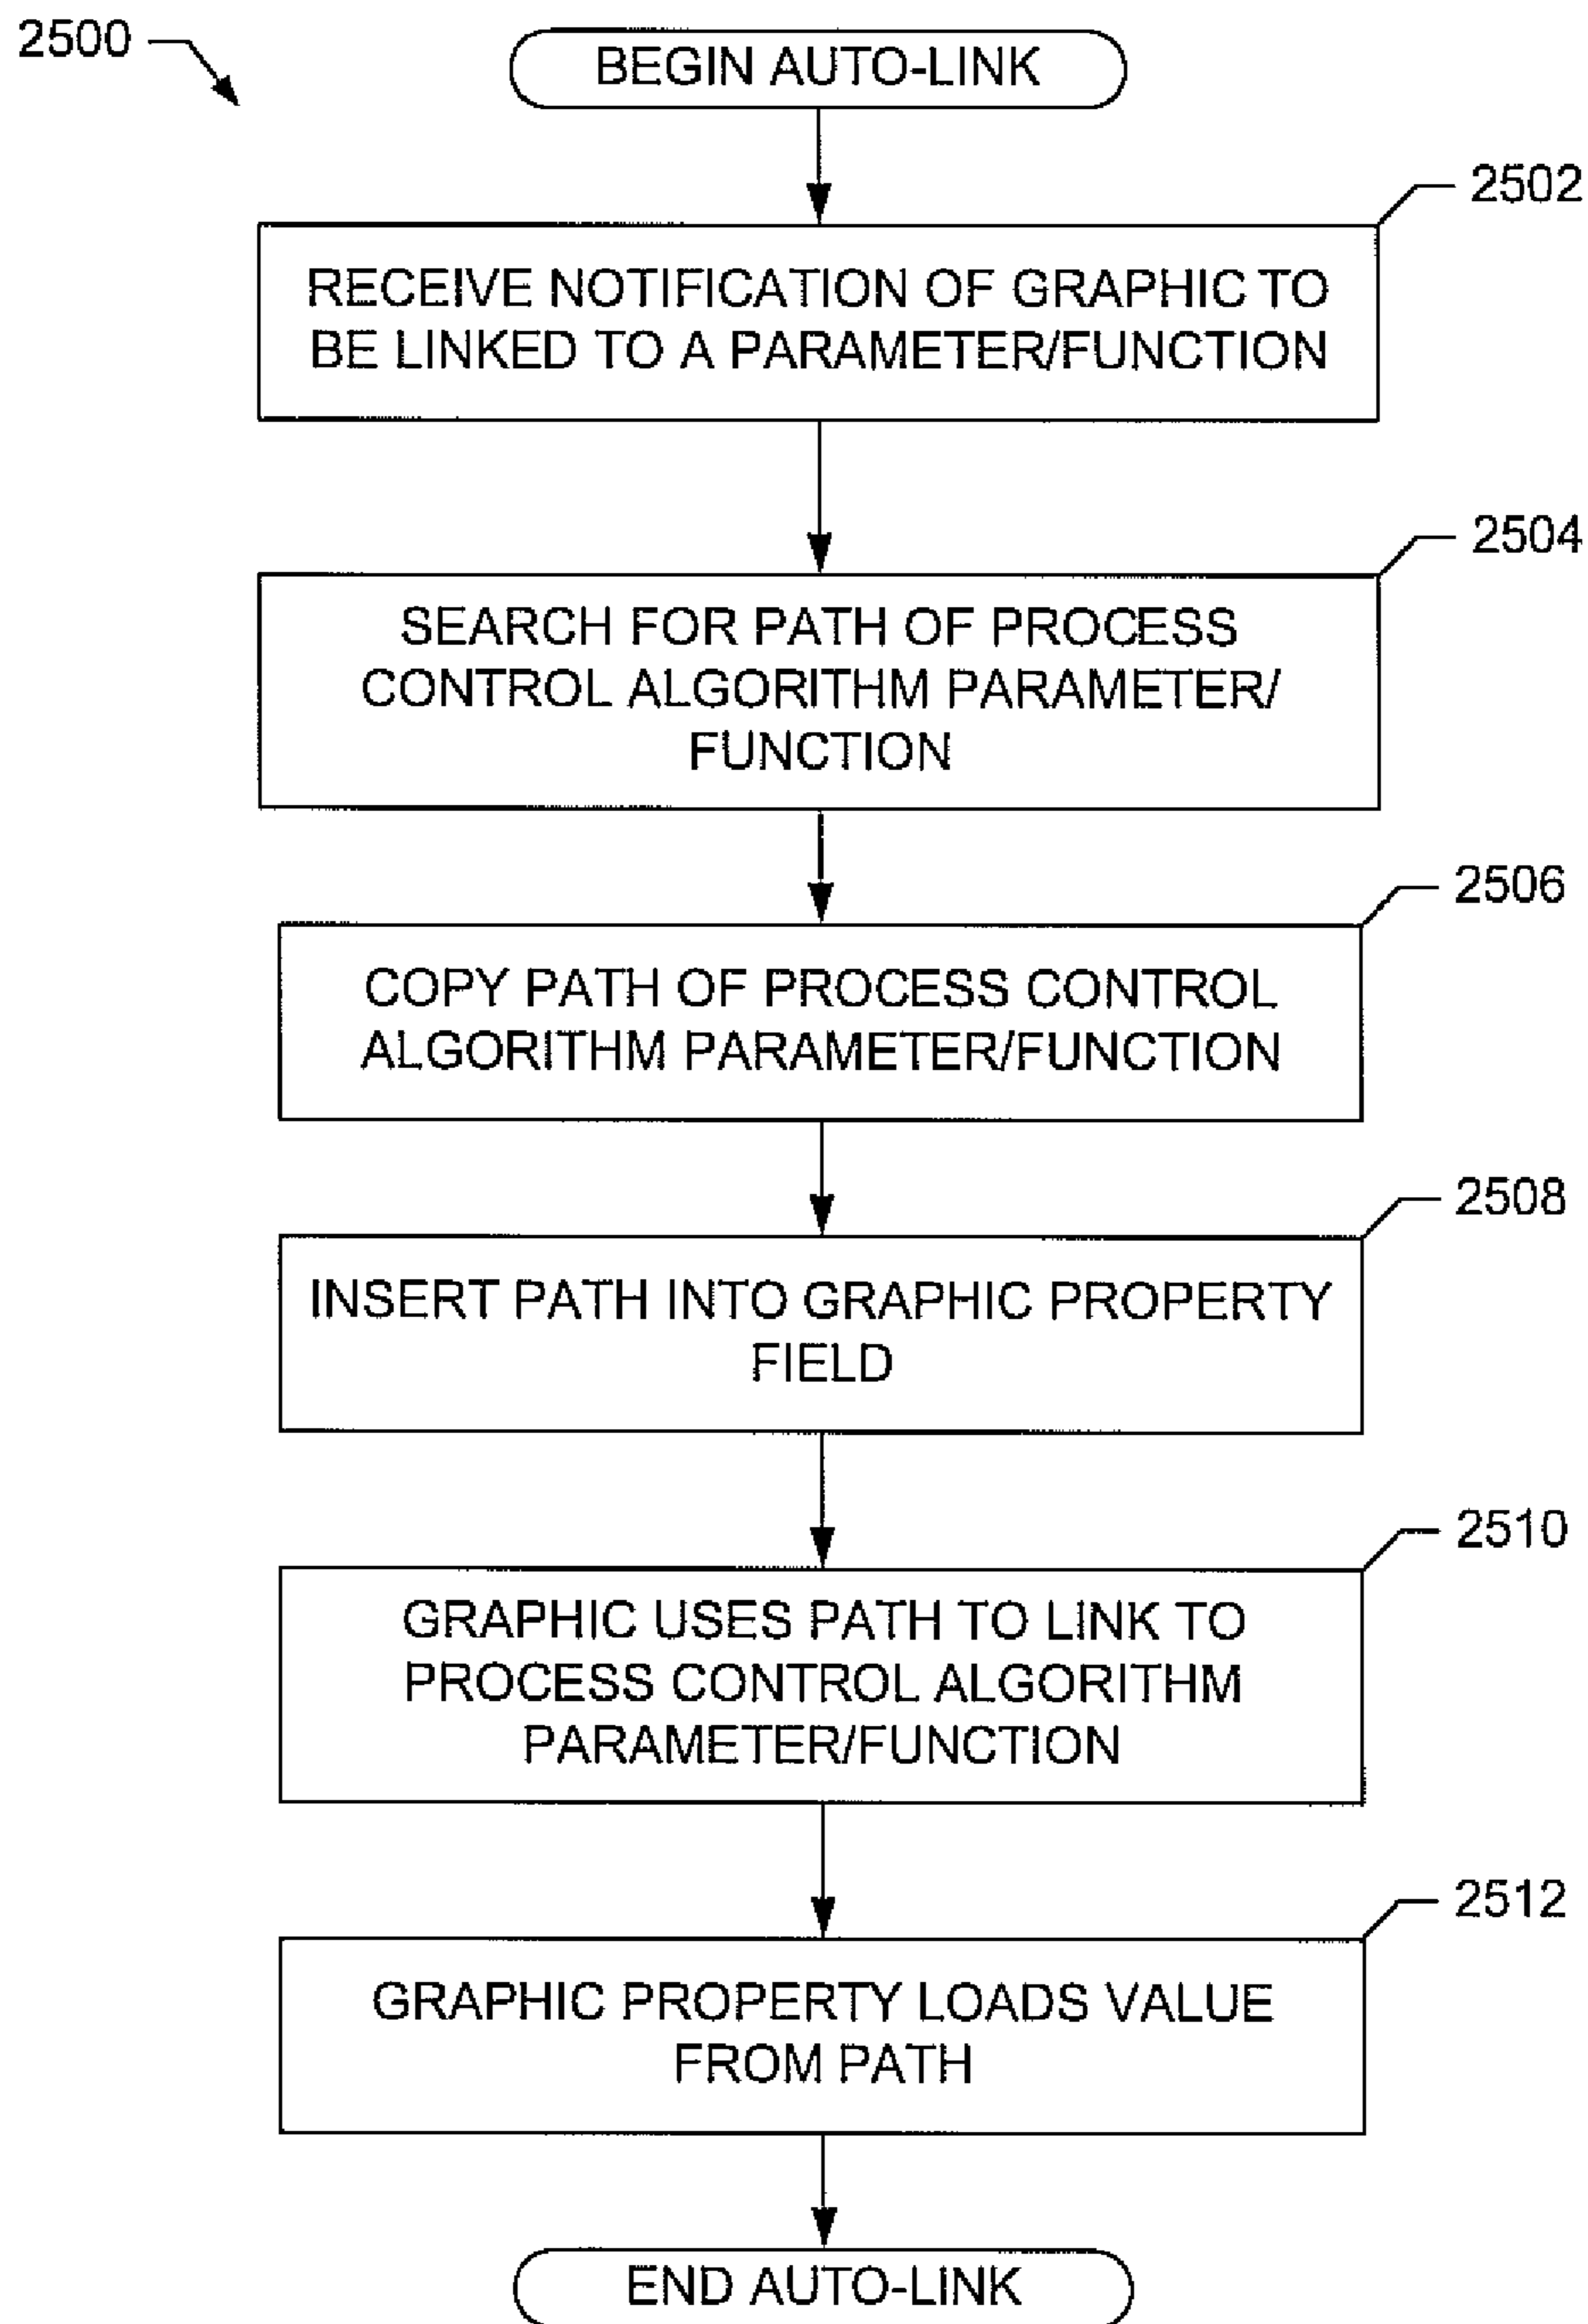 2500
BEGIN AUTO-LINK
2502
RECEIVE NOTIFICATION OF GRAPHIC TO
BE LINKED TO A PARAMETER/FUNCTION
2504
SEARCH FOR PATH OF PROCESS
CONTROL ALGORITHM PARAMETER/
FUNCTION
2506
COPY PATH OF PROCESS CONTROL
ALGORITHM PARAMETER/FUNCTION
2508
INSERT PATH INTO GRAPHIC PROPERTY
FIELD
2510
GRAPHIC USES PATH TO LINK TO
PROCESS CONTROL ALGORITHM
PARAMETER/FUNCTION
2512
GRAPHIC PROPERTY LOADS VALUE
FROM PATH
END AUTO-LINK